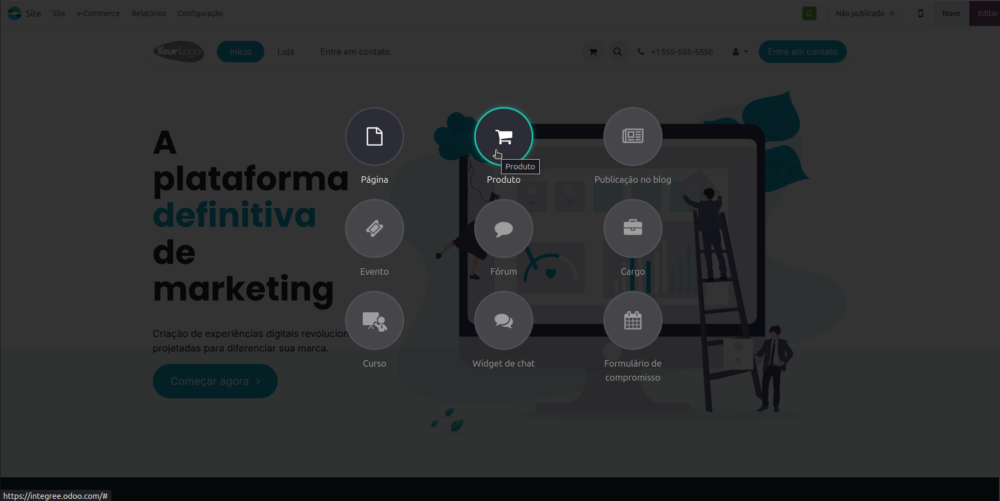 Site
Site
e-Commerce
Relatórios
Configuração
G
Não publicado
Novo
Editar
YourLogo
Início
Loja
Entre em contato
+1 555-555-5556
Entre em contato
A
plataforma
definitiva
de
marketing
Criação de experiências digitais revolucion
projetadas para diferenciar sua marca.
Começar agora
Página
Produto
Produto
Publicação no blog
Evento
Fórum
Cargo
Curso
Widget de chat
Formulário de
compromisso
https://integree.odoo.com/#